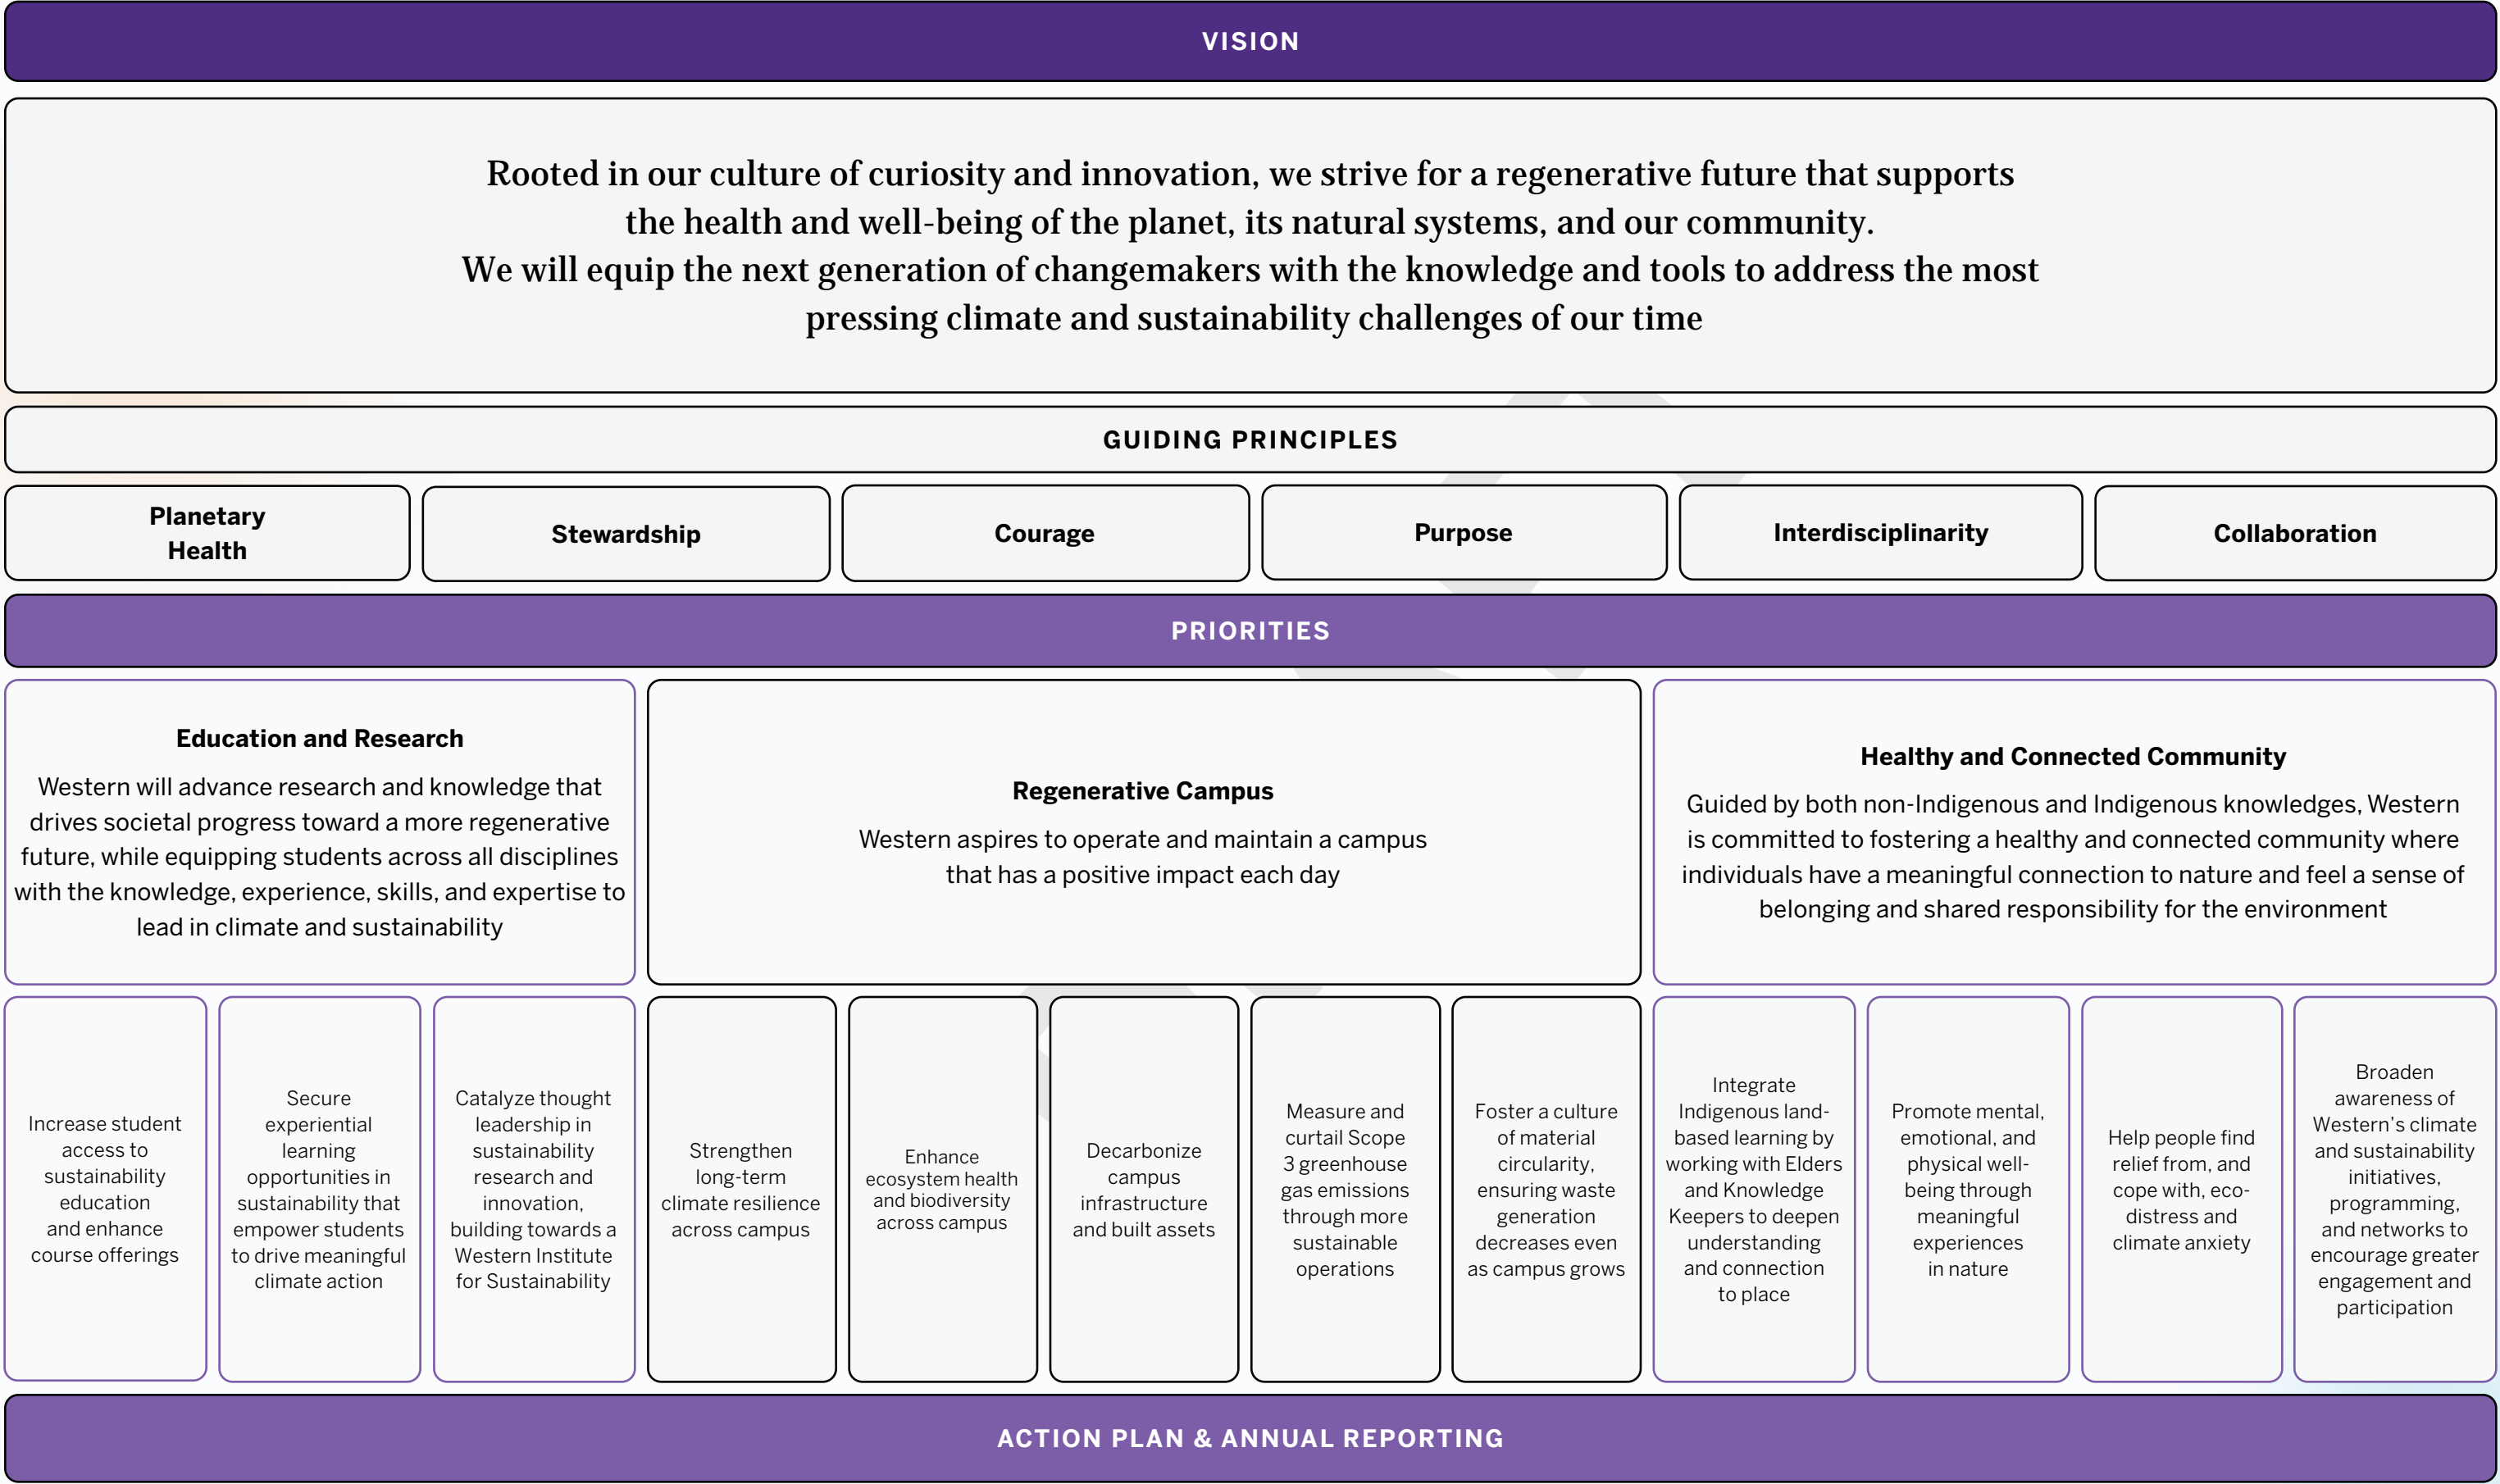 VISION
Rooted in our culture of curiosity and innovation, we strive for a regenerative future that supports
the health and well-being of the planet, its natural systems, and our community.
We will equip the next generation of changemakers with the knowledge and tools to address the most
pressing climate and sustainability challenges of our time
GUIDING PRINCIPLES
Planetary
Health
Stewardship
Courage
Purpose
Interdisciplinarity
Collaboration
PRIORITIES
Education and Research
Western will advance research and knowledge that
drives societal progress toward a more regenerative
future, while equipping students across all disciplines
with the knowledge, experience, skills, and expertise to
lead in climate and sustainability
Regenerative Campus
Western aspires to operate and maintain a campus
that has a positive impact each day
Healthy and Connected Community
Guided by both non-Indigenous and Indigenous knowledges, Western
is committed to fostering a healthy and connected community where
individuals have a meaningful connection to nature and feel a sense of
belonging and shared responsibility for the environment
Increase student
access to
sustainability
education
and enhance
course offerings
Secure
experiential
learning
opportunities in
sustainability that
empower students
to drive meaningful
climate action
Catalyze thought
leadership in
sustainability
research and
innovation,
building towards a
Western Institute
for Sustainability
Strengthen
long-term
climate resilience
across campus
Enhance
ecosystem health
and biodiversity
across campus
Decarbonize
campus
infrastructure
and built assets
Measure and
curtail Scope
3 greenhouse
gas emissions
through more
sustainable
operations
Foster a culture
of material
circularity,
ensuring waste
generation
decreases even
as campus grows
Integrate
Indigenous land-
based learning by
working with Elders
and Knowledge
Keepers to deepen
understanding
and connection
to place
Promote mental,
emotional, and
physical well-
being through
meaningful
experiences
in nature
Help people find
relief from, and
cope with, eco-
distress and
climate anxiety
Broaden
awareness of
Western's climate
and sustainability
initiatives,
programming,
and networks to
encourage greater
engagement and
participation
ACTION PLAN & ANNUAL REPORTING